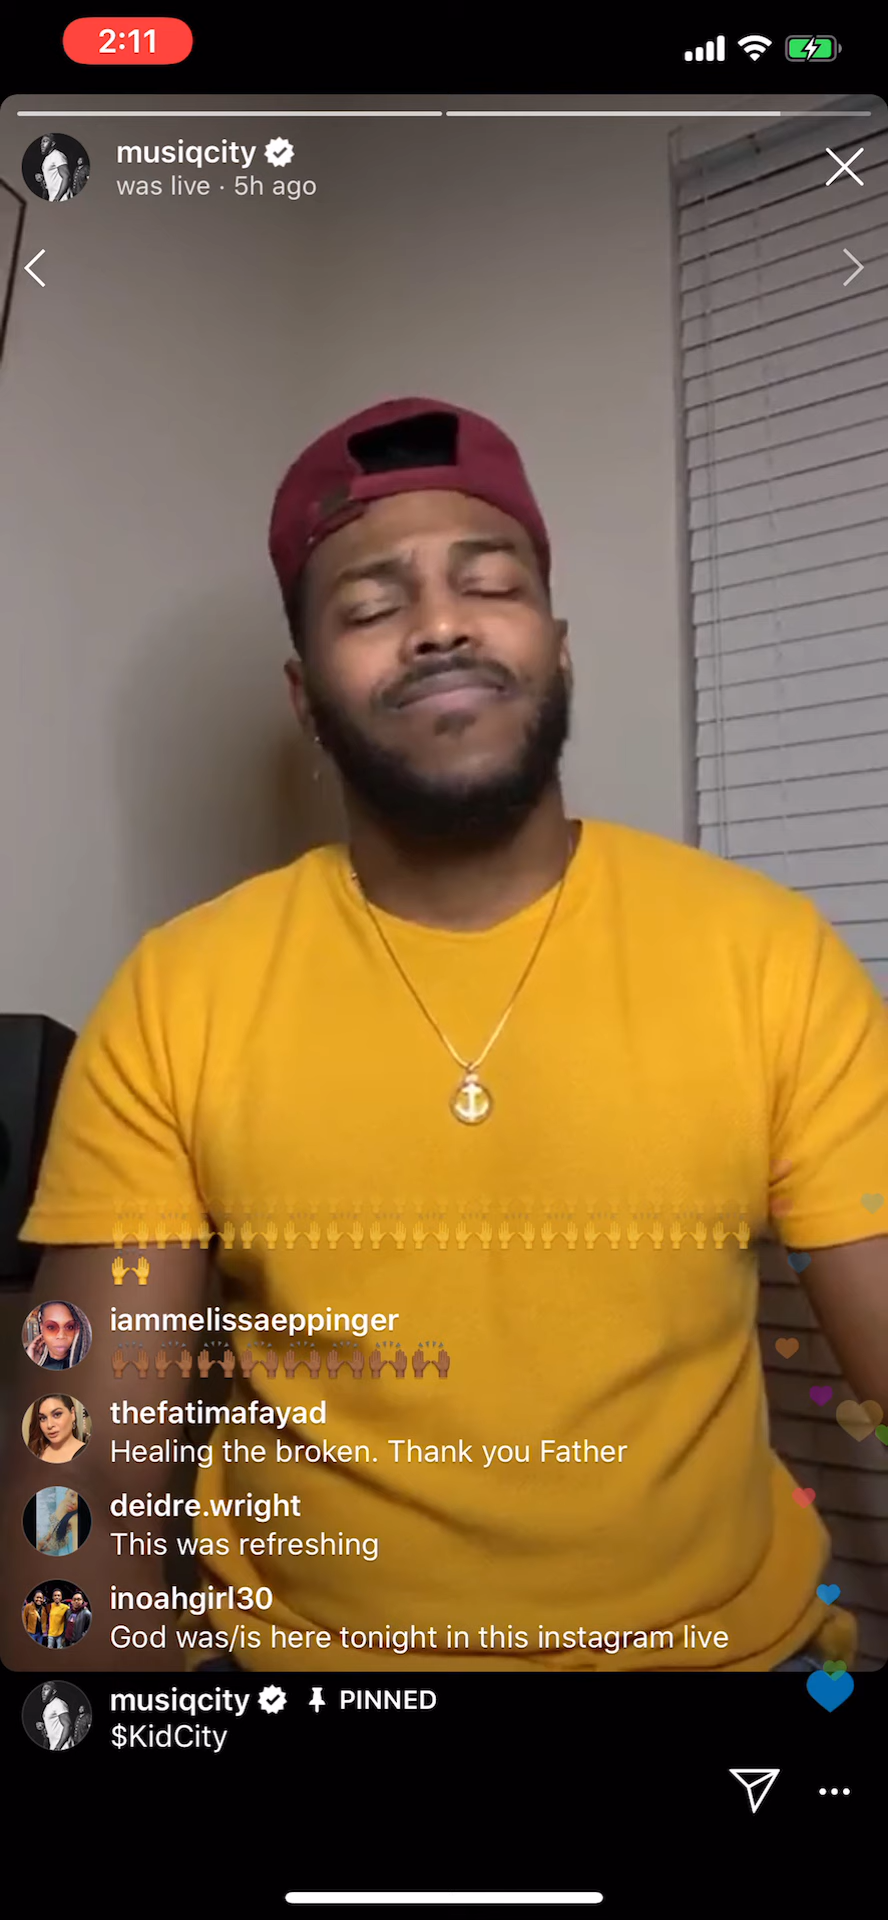 2:11
musiqcity
was live · 5h ago
iammelissaeppinger
🙌🏾🙌🏾🙌🏾🙌🏾🙌🏾🙌🏾🙌🏾🙌🏾
thefatimafayad
Healing the broken. Thank you Father
deidre.wright
This was refreshing
inoahgirl30
God was/is here tonight in this instagram live
musiqcity PINNED
$KidCity